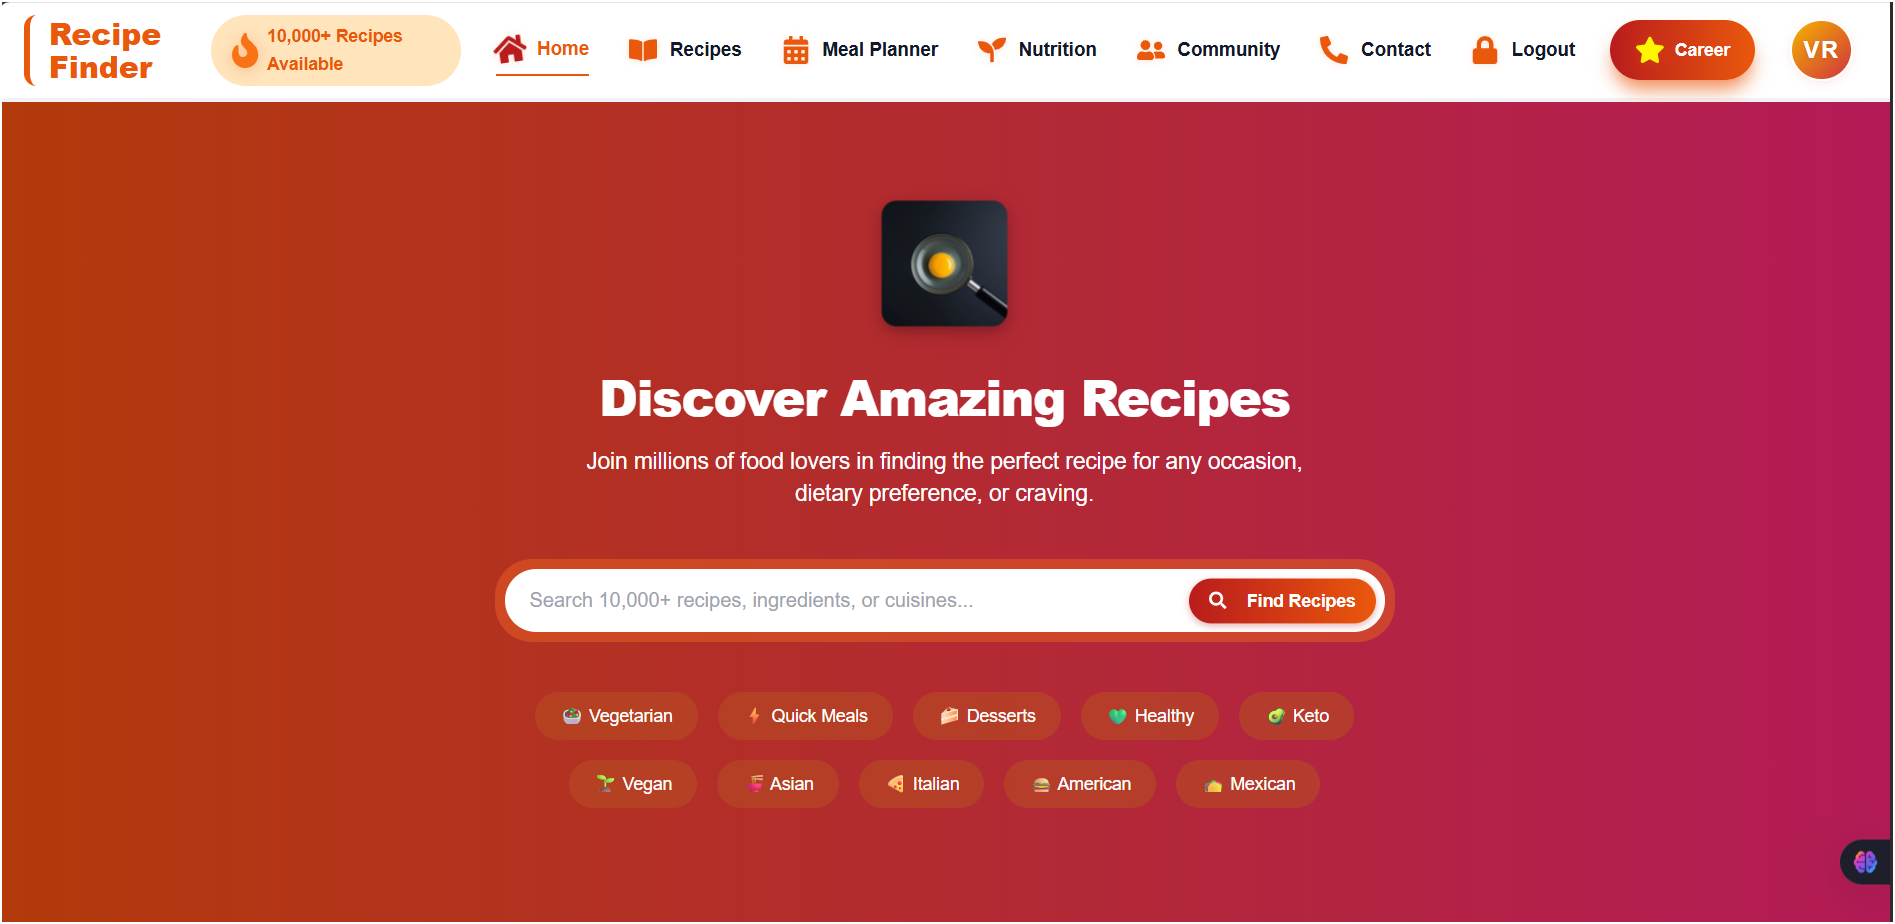 Recipe
Finder
10,000+ Recipes
Available
Home
Recipes
Meal Planner
Nutrition
Community
Contact
Logout
Career
VR
Discover Amazing Recipes
Join millions of food lovers in finding the perfect recipe for any occasion,
dietary preference, or craving.
Search 10,000+ recipes, ingredients, or cuisines...
Find Recipes
Vegetarian
Quick Meals
Desserts
Healthy
Keto
Vegan
Asian
Italian
American
Mexican